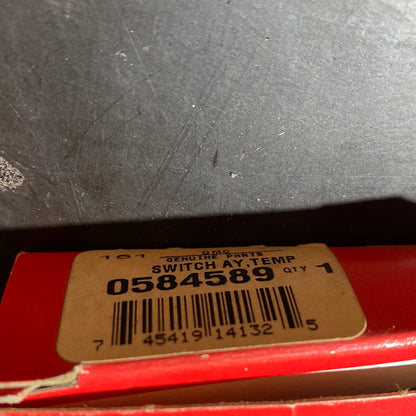 161 OMC
GENUINE PARTS
SWITCH AY, TEMP
0584589 QTY 1
7 45419 14132 5